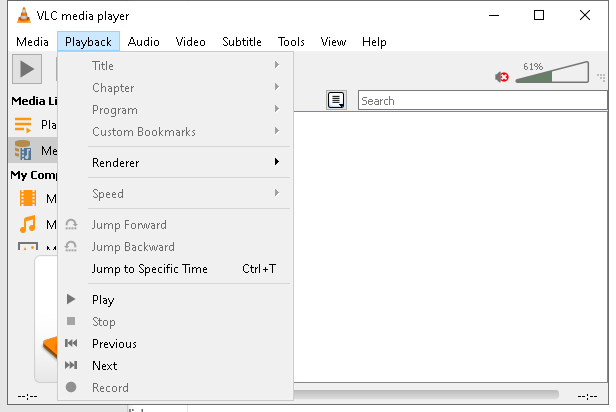 VLC media player
Media Playback Audio Video Subtitle Tools View Help
61%
Title
Chapter
Program
Custom Bookmarks
Renderer
Speed
Jump Forward
Jump Backward
Jump to Specific Time Ctrl+T
Play
Stop
Previous
Next
Record
Search
Media Li
Pla
Me
My Comp
M
M
--:-- --:--